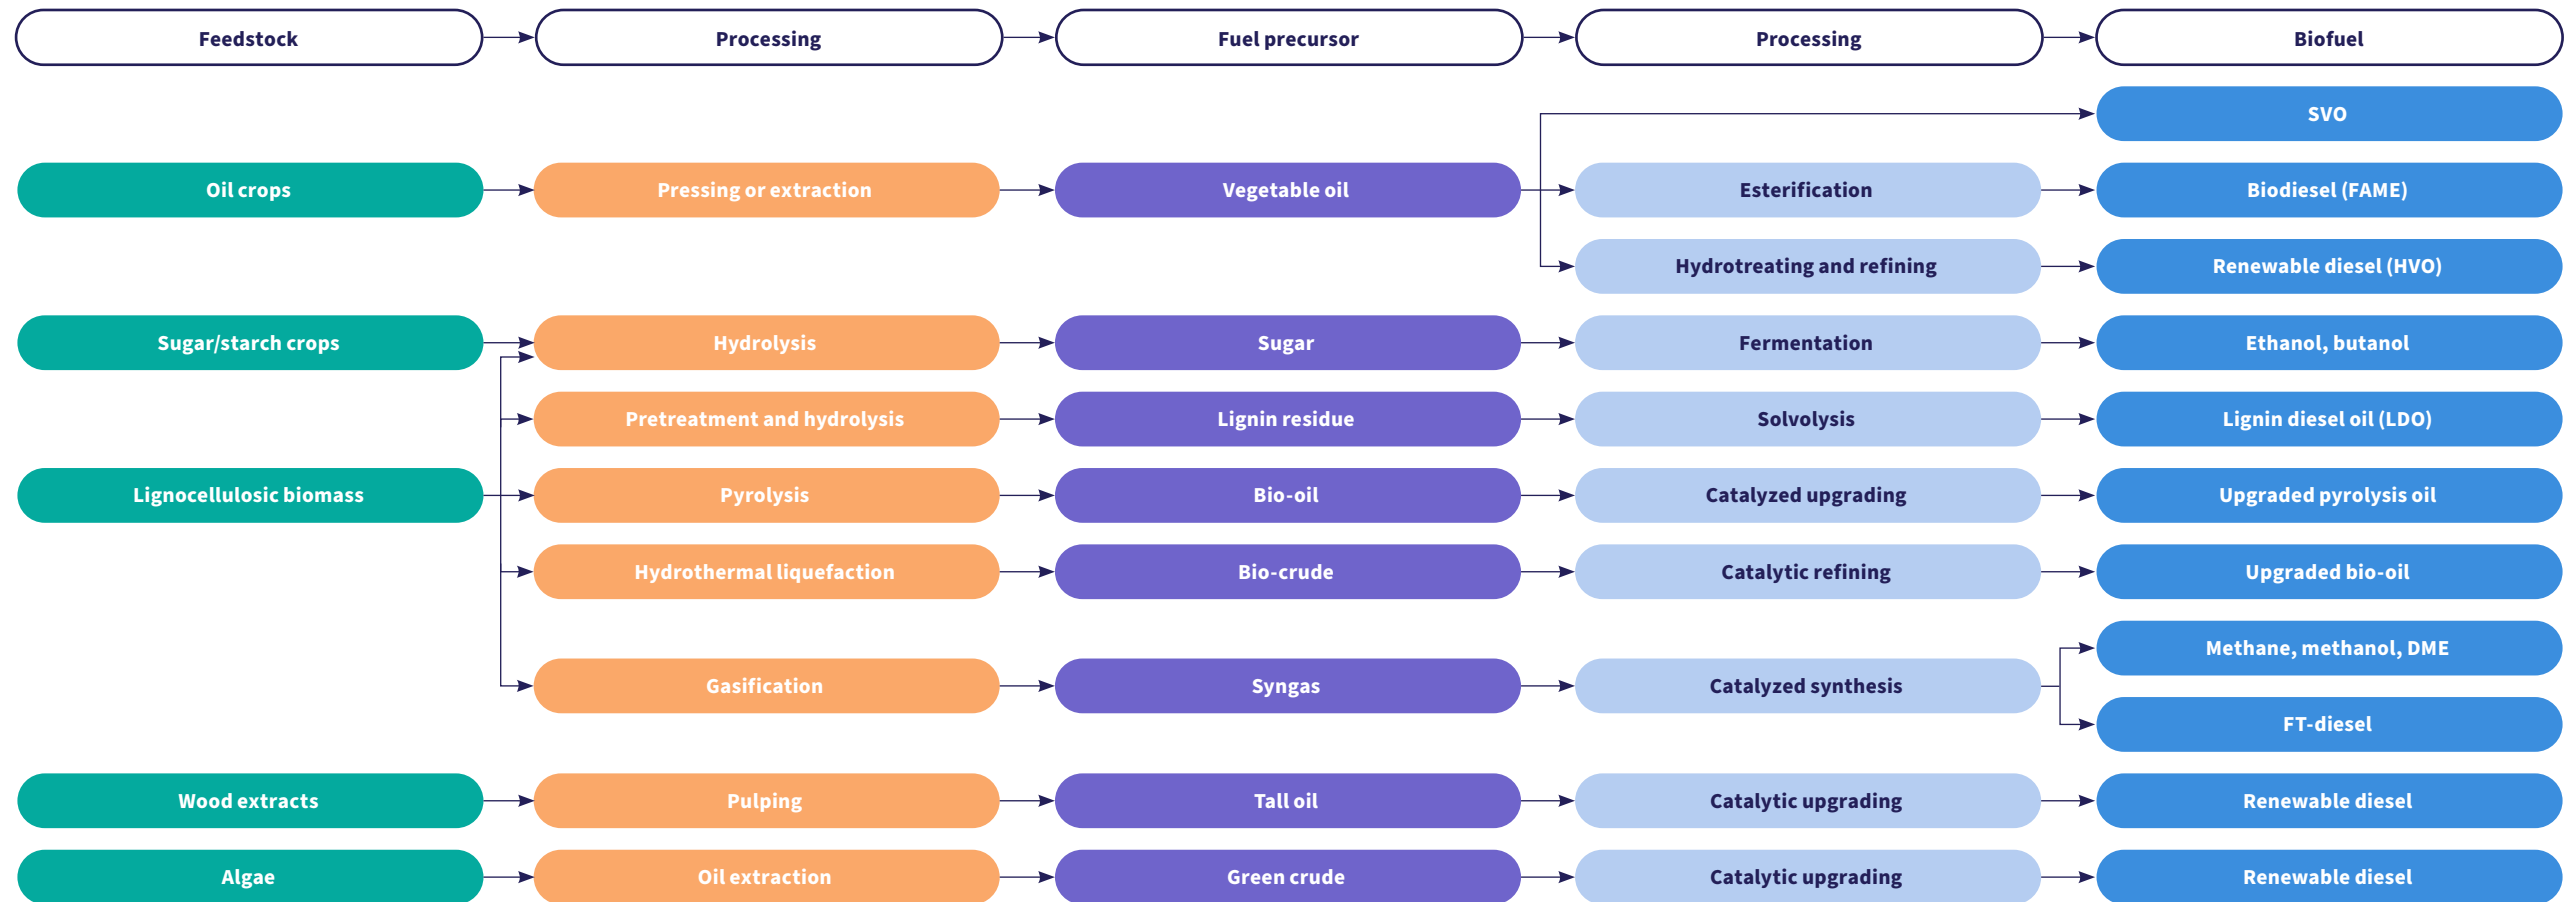 Feedstock
Processing
Fuel precursor
Processing
Biofuel
SVO
Oil crops
Pressing or extraction
Vegetable oil
Esterification
Biodiesel (FAME)
Hydrotreating and refining
Renewable diesel (HVO)
Sugar/starch crops
Hydrolysis
Sugar
Fermentation
Ethanol, butanol
Pretreatment and hydrolysis
Lignin residue
Solvolysis
Lignin diesel oil (LDO)
Lignocellulosic biomass
Pyrolysis
Bio-oil
Catalyzed upgrading
Upgraded pyrolysis oil
Hydrothermal liquefaction
Bio-crude
Catalytic refining
Upgraded bio-oil
Methane, methanol, DME
Gasification
Syngas
Catalyzed synthesis
FT-diesel
Wood extracts
Pulping
Tall oil
Catalytic upgrading
Renewable diesel
Algae
Oil extraction
Green crude
Catalytic upgrading
Renewable diesel